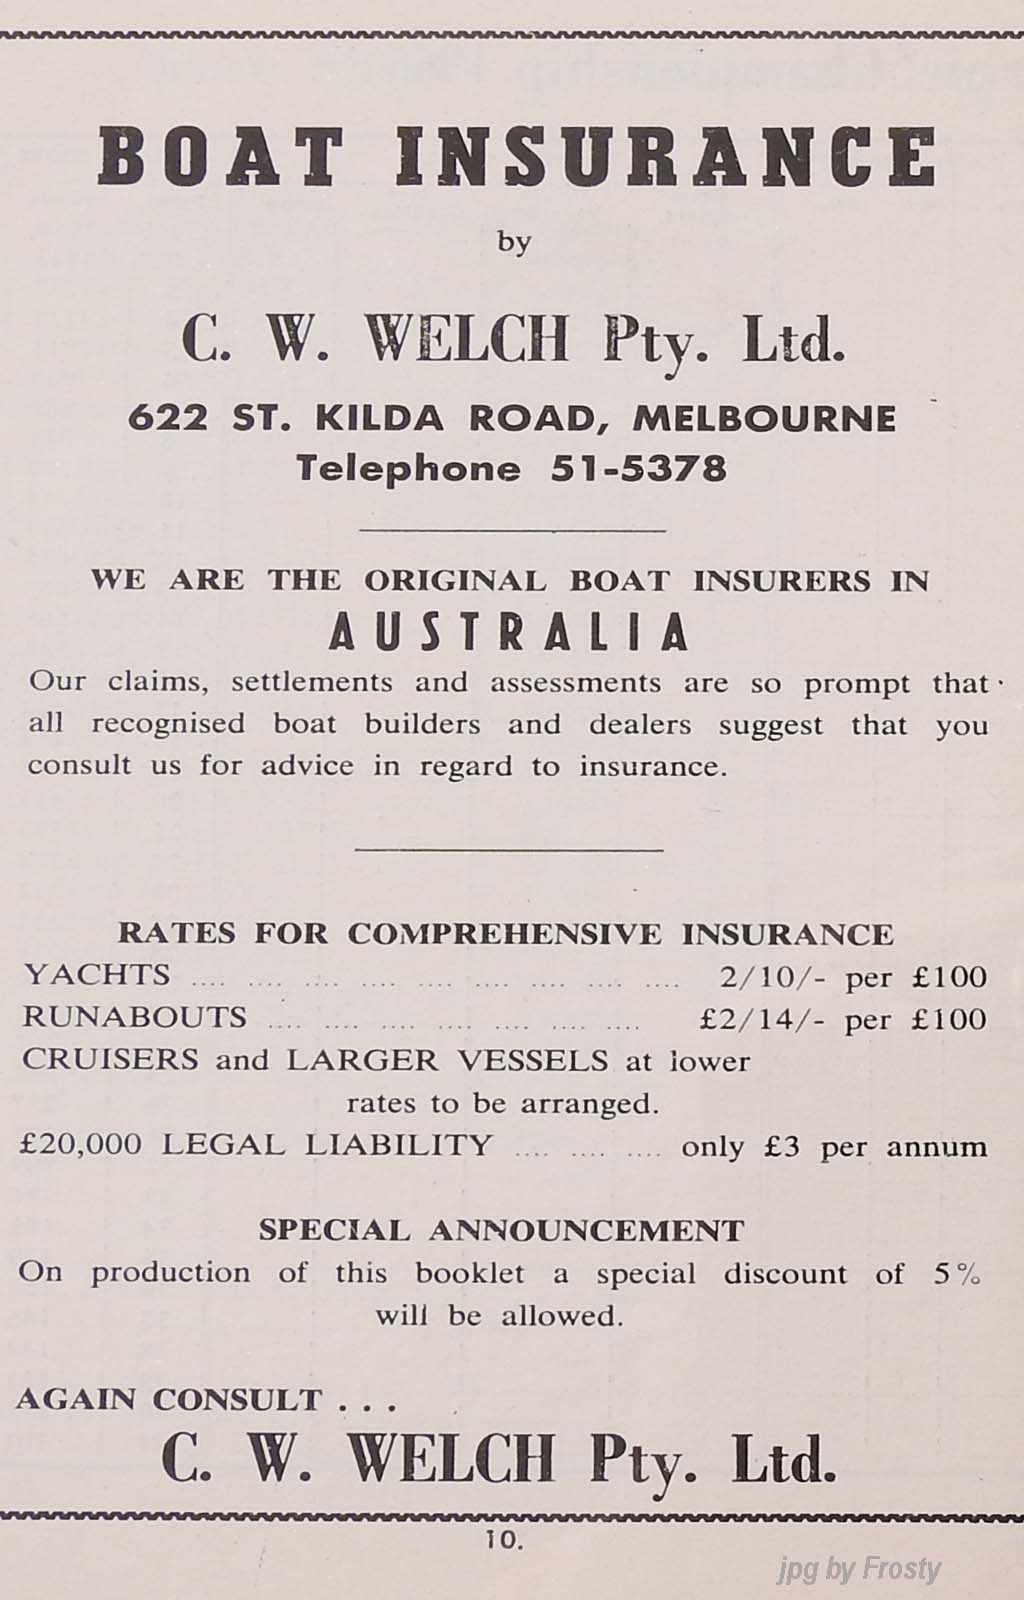 BOAT INSURANCE
by
C. W. WELCH Pty. Ltd.
622 ST. KILDA ROAD, MELBOURNE
Telephone 51-5378
WE ARE THE ORIGINAL BOAT INSURERS IN
AUSTRALIA
Our claims, settlements and assessments are so prompt that
all recognised boat builders and dealers suggest that you
consult us for advice in regard to insurance.
RATES FOR COMPREHENSIVE INSURANCE
YACHTS .... .... .... .... .... .... .... .... .... 2/10/- per £100
RUNABOUTS .... .... .... .... .... .... .... £2/14/- per £100
CRUISERS and LARGER VESSELS at lower
rates to be arranged.
£20,000 LEGAL LIABILITY .... .... .... only £3 per annum
SPECIAL ANNOUNCEMENT
On production of this booklet a special discount of 5%
will be allowed.
AGAIN CONSULT . . .
C. W. WELCH Pty. Ltd.
10.
jpg by Frosty